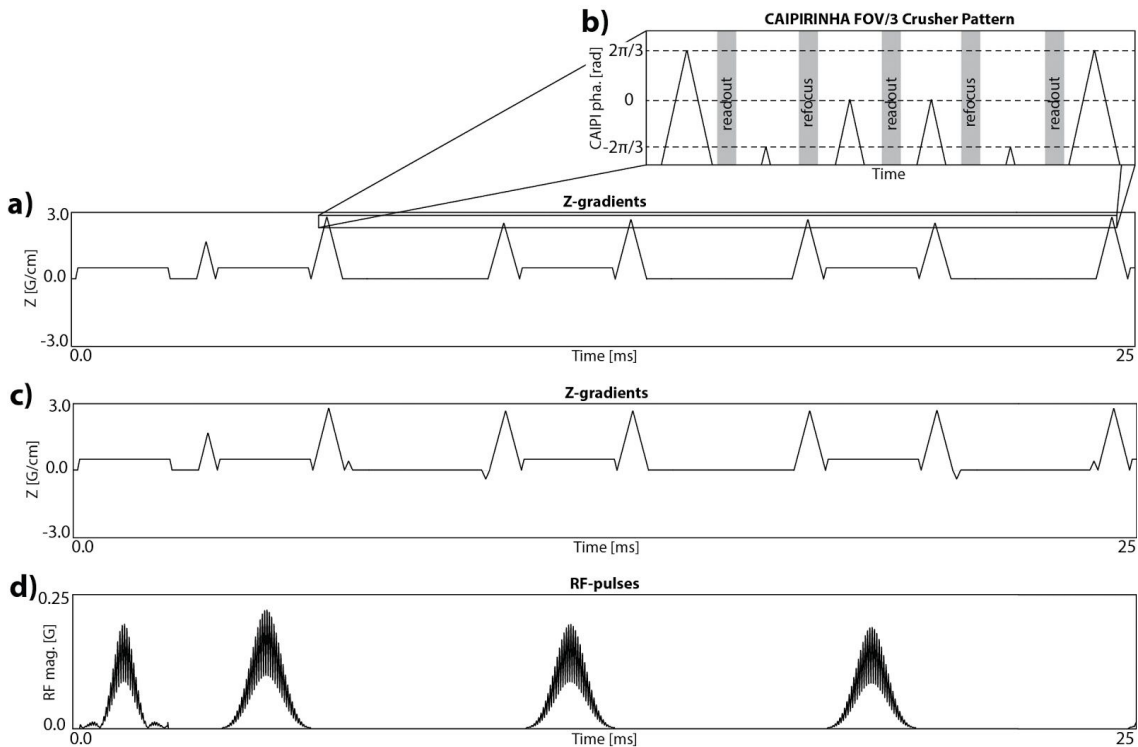 b)
CAIPIRINHA FOV/3 Crusher Pattern
CAIPI pha. [rad]
2π/3
0
-2π/3
readout
refocus
readout
refocus
readout
Time
a)
Z-gradients
Z [G/cm]
3.0
0.0
-3.0
0.0
Time [ms]
25
c)
Z-gradients
Z [G/cm]
3.0
0.0
-3.0
0.0
Time [ms]
25
d)
RF-pulses
RF mag. [G]
0.25
0.0
0.0
Time [ms]
25